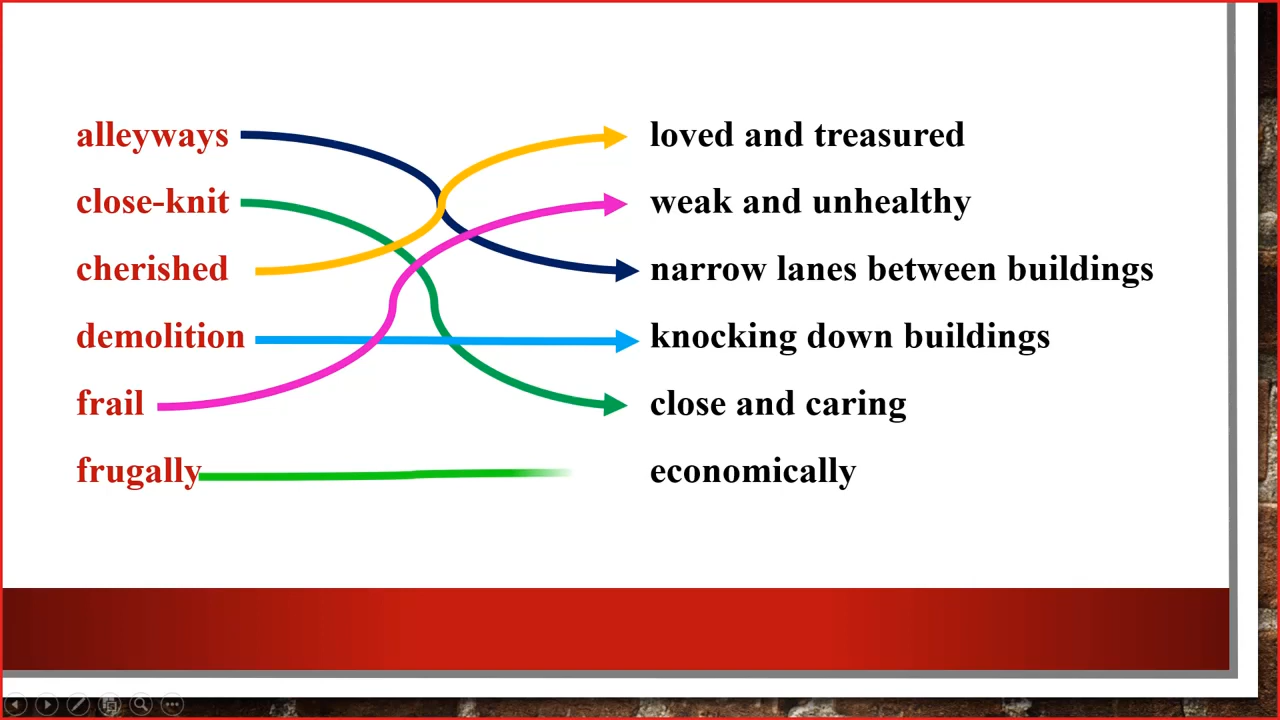 alleyways loved and treasured
close-knit weak and unhealthy
cherished narrow lanes between buildings
demolition knocking down buildings
frail close and caring
frugally economically